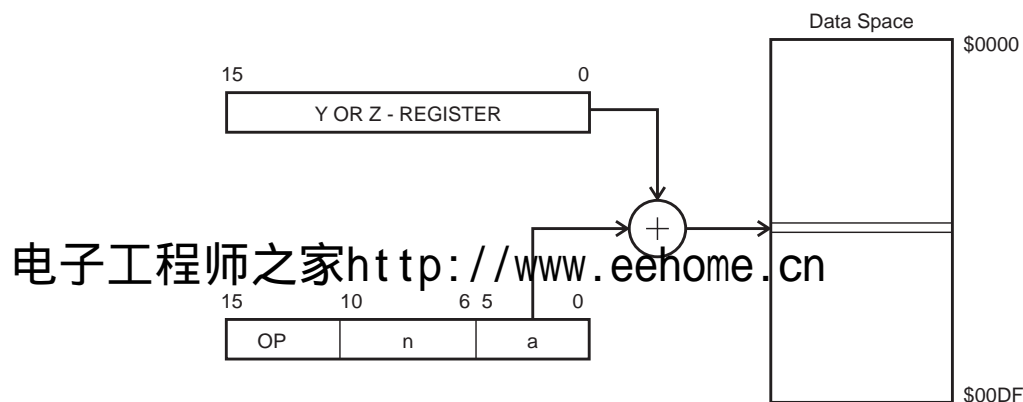 Data Space
$0000
15 0
Y OR Z - REGISTER
+
电子工程师之家http://www.eehome.cn
15 10 6 5 0
OP n a
$00DF